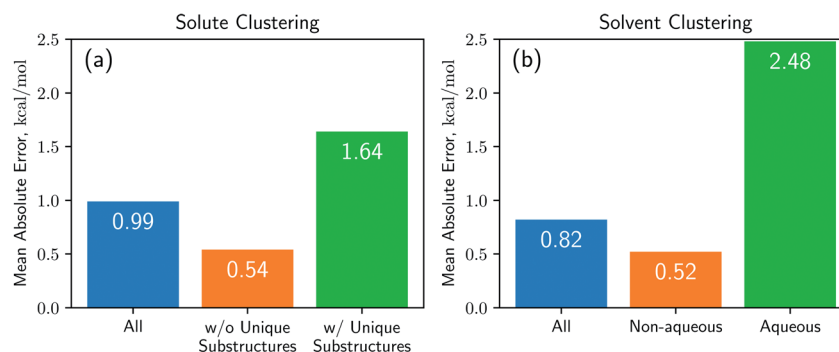 Solute Clustering
(a)
Mean Absolute Error, kcal/mol
2.5
2.0
1.5
1.0
0.5
0.0
0.99
0.54
1.64
All
w/o Unique
Substructures
w/ Unique
Substructures
Solvent Clustering
(b)
Mean Absolute Error, kcal/mol
2.5
2.0
1.5
1.0
0.5
0.0
0.82
0.52
2.48
All
Non-aqueous
Aqueous